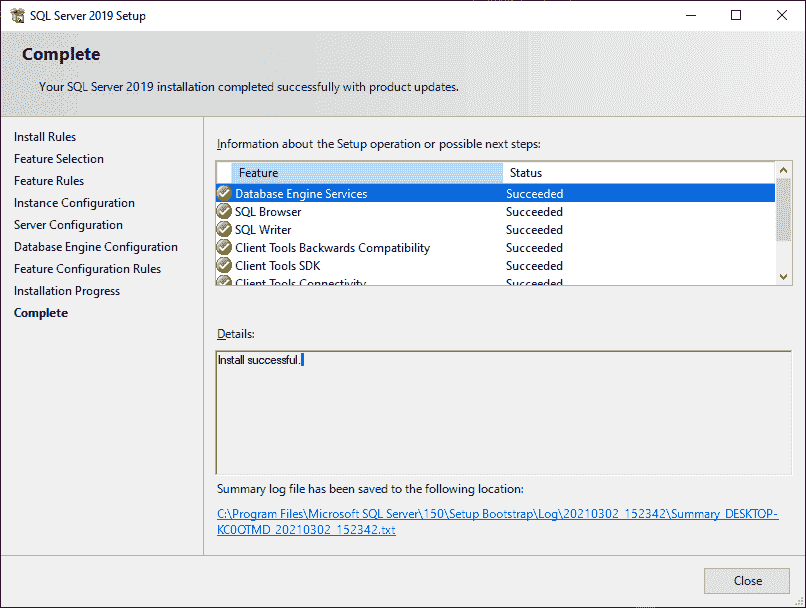 SQL Server 2019 Setup
Complete
Your SQL Server 2019 installation completed successfully with product updates.
Install Rules
Feature Selection
Feature Rules
Instance Configuration
Server Configuration
Database Engine Configuration
Feature Configuration Rules
Installation Progress
Complete
Information about the Setup operation or possible next steps:
Feature Status
Database Engine Services Succeeded
SQL Browser Succeeded
SQL Writer Succeeded
Client Tools Backwards Compatibility Succeeded
Client Tools SDK Succeeded
Client Tools Connectivity Succeeded
Details:
Install successful.
Summary log file has been saved to the following location:
C:\Program Files\Microsoft SQL Server\150\Setup Bootstrap\Log\20210302_152342\Summary_DESKTOP-
KC0OTMD_20210302_152342.txt
Close